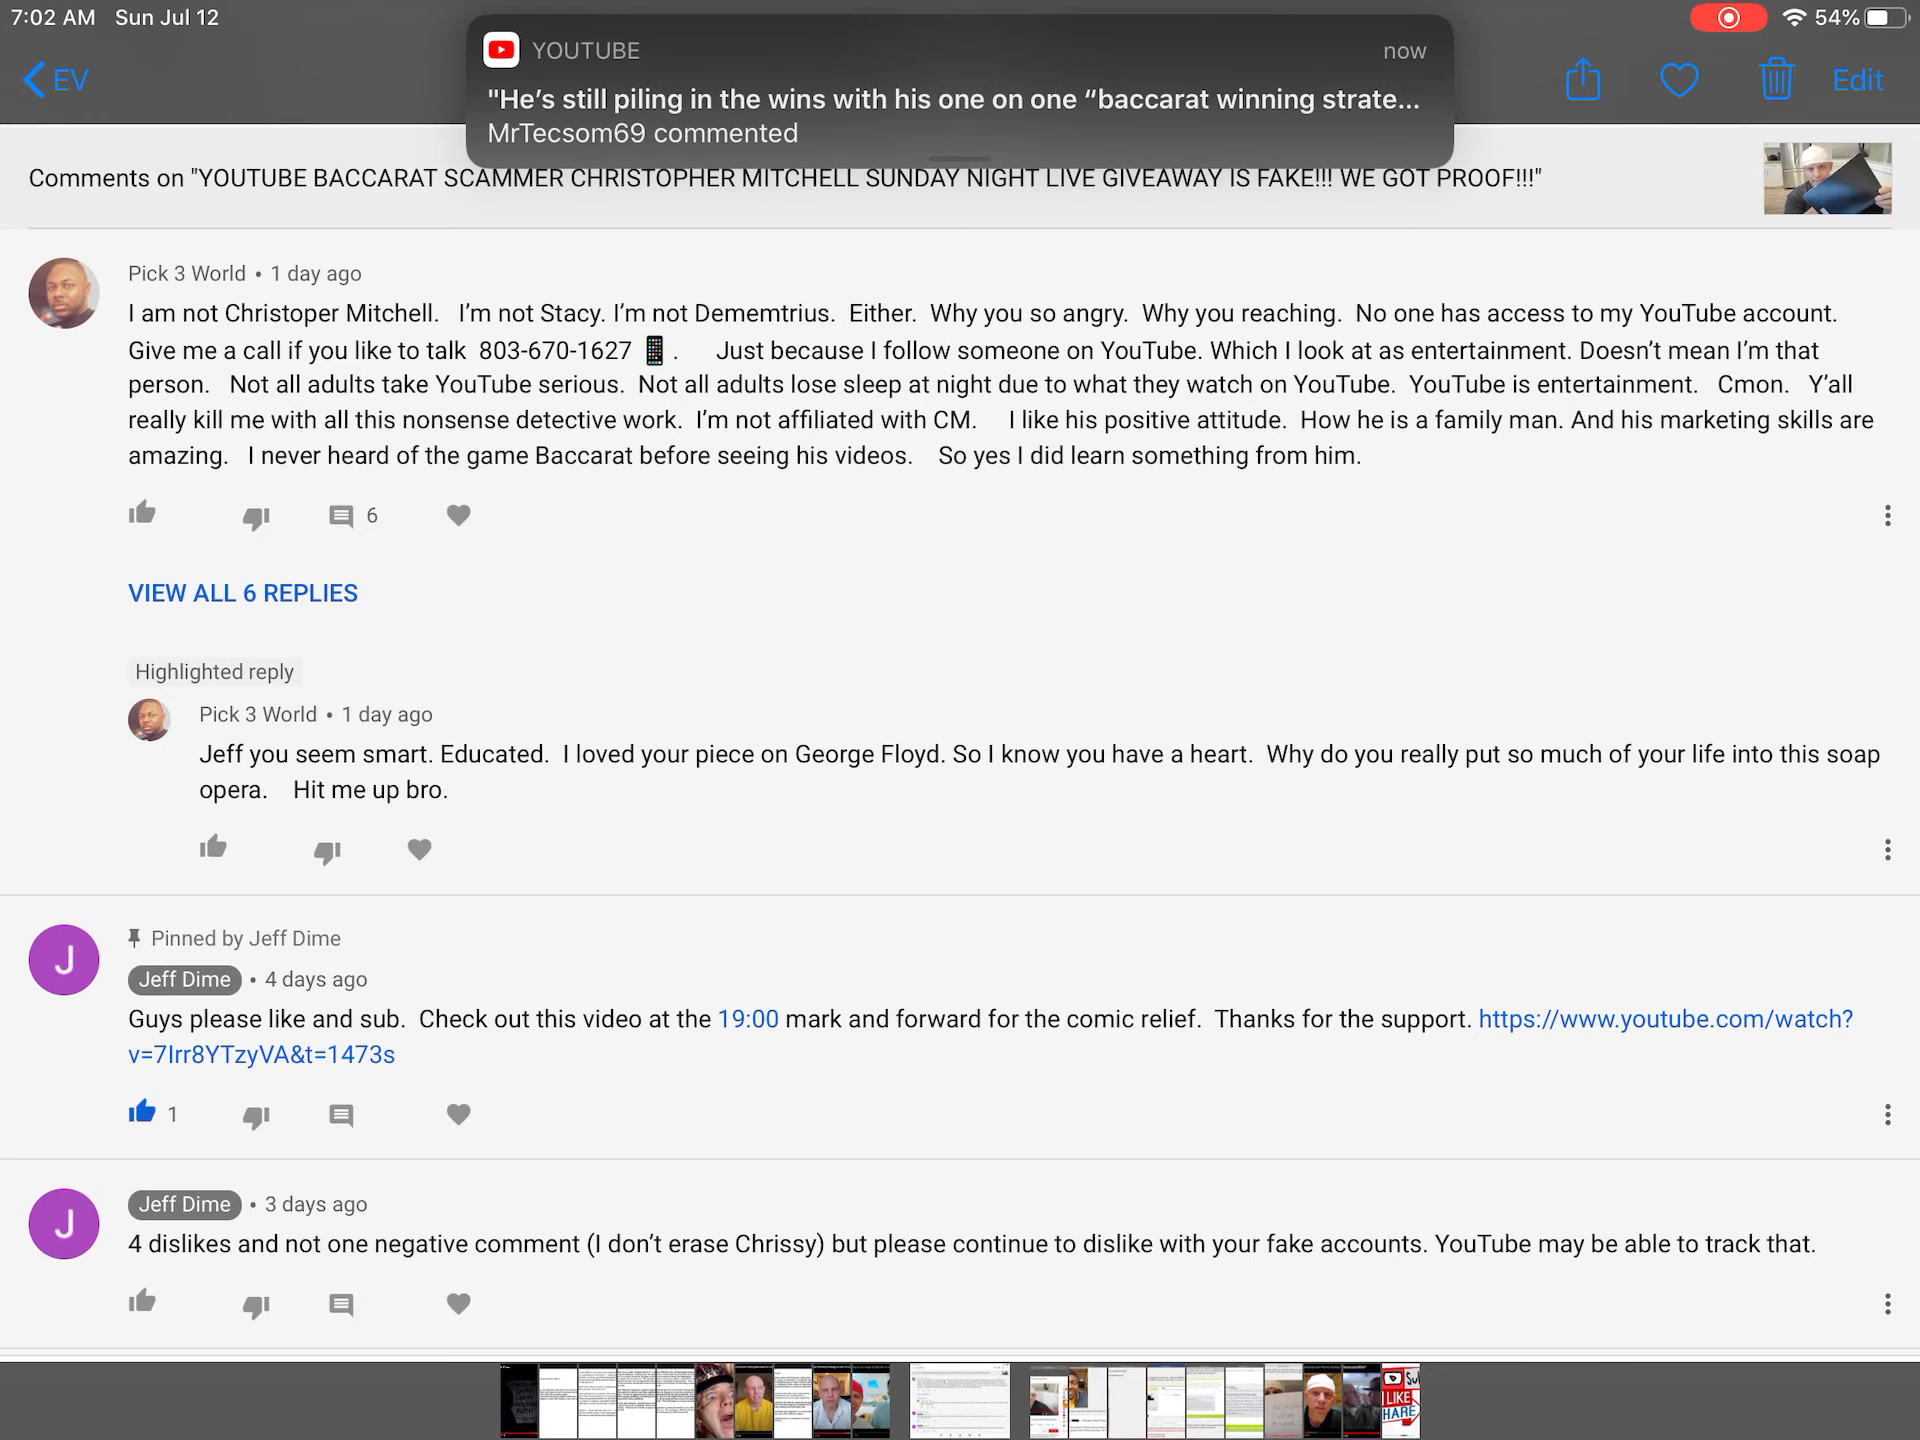 7:02 AM Sun Jul 12
54%
YOUTUBE
now
EV
"He’s still piling in the wins with his one on one “baccarat winning strate...
MrTecsom69 commented
Edit
Comments on "YOUTUBE BACCARAT SCAMMER CHRISTOPHER MITCHELL SUNDAY NIGHT LIVE GIVEAWAY IS FAKE!!! WE GOT PROOF!!!"
Pick 3 World • 1 day ago
I am not Christoper Mitchell. I’m not Stacy. I’m not Dememtrius. Either. Why you so angry. Why you reaching. No one has access to my YouTube account.
Give me a call if you like to talk 803-670-1627 📱. Just because I follow someone on YouTube. Which I look at as entertainment. Doesn’t mean I’m that
person. Not all adults take YouTube serious. Not all adults lose sleep at night due to what they watch on YouTube. YouTube is entertainment. Cmon. Y’all
really kill me with all this nonsense detective work. I’m not affiliated with CM. I like his positive attitude. How he is a family man. And his marketing skills are
amazing. I never heard of the game Baccarat before seeing his videos. So yes I did learn something from him.
6
VIEW ALL 6 REPLIES
Highlighted reply
Pick 3 World • 1 day ago
Jeff you seem smart. Educated. I loved your piece on George Floyd. So I know you have a heart. Why do you really put so much of your life into this soap
opera. Hit me up bro.
J
Pinned by Jeff Dime
Jeff Dime • 4 days ago
Guys please like and sub. Check out this video at the 19:00 mark and forward for the comic relief. Thanks for the support. https://www.youtube.com/watch?
v=7Irr8YTzyVA&t=1473s
1
J
Jeff Dime • 3 days ago
4 dislikes and not one negative comment (I don’t erase Chrissy) but please continue to dislike with your fake accounts. YouTube may be able to track that.
LIKE